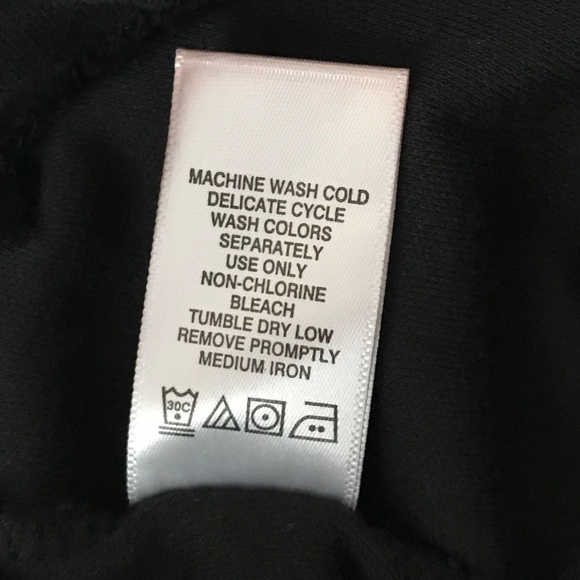 MACHINE WASH COLD
DELICATE CYCLE
WASH COLORS
SEPARATELY
USE ONLY
NON-CHLORINE
BLEACH
TUMBLE DRY LOW
REMOVE PROMPTLY
MEDIUM IRON
30C